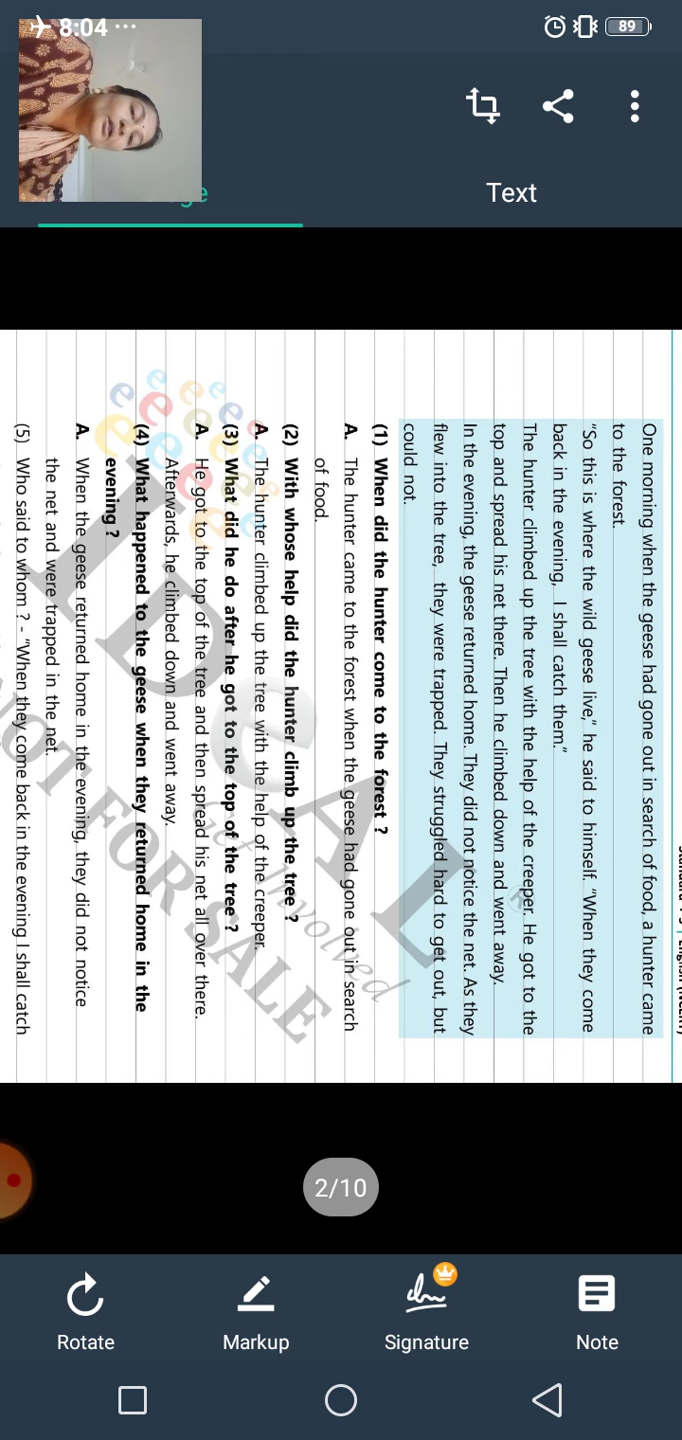 8:04 ...
89
Text
Standard : 5 | English (NCERT)
One morning when the geese had gone out in search of food, a hunter came
to the forest.
“So this is where the wild geese live,” he said to himself. “When they come
back in the evening, I shall catch them.”
The hunter climbed up the tree with the help of the creeper. He got to the
top and spread his net there. Then he climbed down and went away.
In the evening, the geese returned home. They did not notice the net. As they
flew into the tree, they were trapped. They struggled hard to get out, but
could not.
(1) When did the hunter come to the forest ?
A. The hunter came to the forest when the geese had gone out in search
of food.
(2) With whose help did the hunter climb up the tree ?
A. The hunter climbed up the tree with the help of the creeper.
(3) What did he do after he got to the top of the tree ?
A. He got to the top of the tree and then spread his net all over there.
Afterwards, he climbed down and went away.
(4) What happened to the geese when they returned home in the
evening ?
A. When the geese returned home in the evening, they did not notice
the net and were trapped in the net.
(5) Who said to whom ? - “When they come back in the evening I shall catch
IDeAL
Get Involved
NOT FOR SALE
2/10
Rotate
Markup
Signature
Note